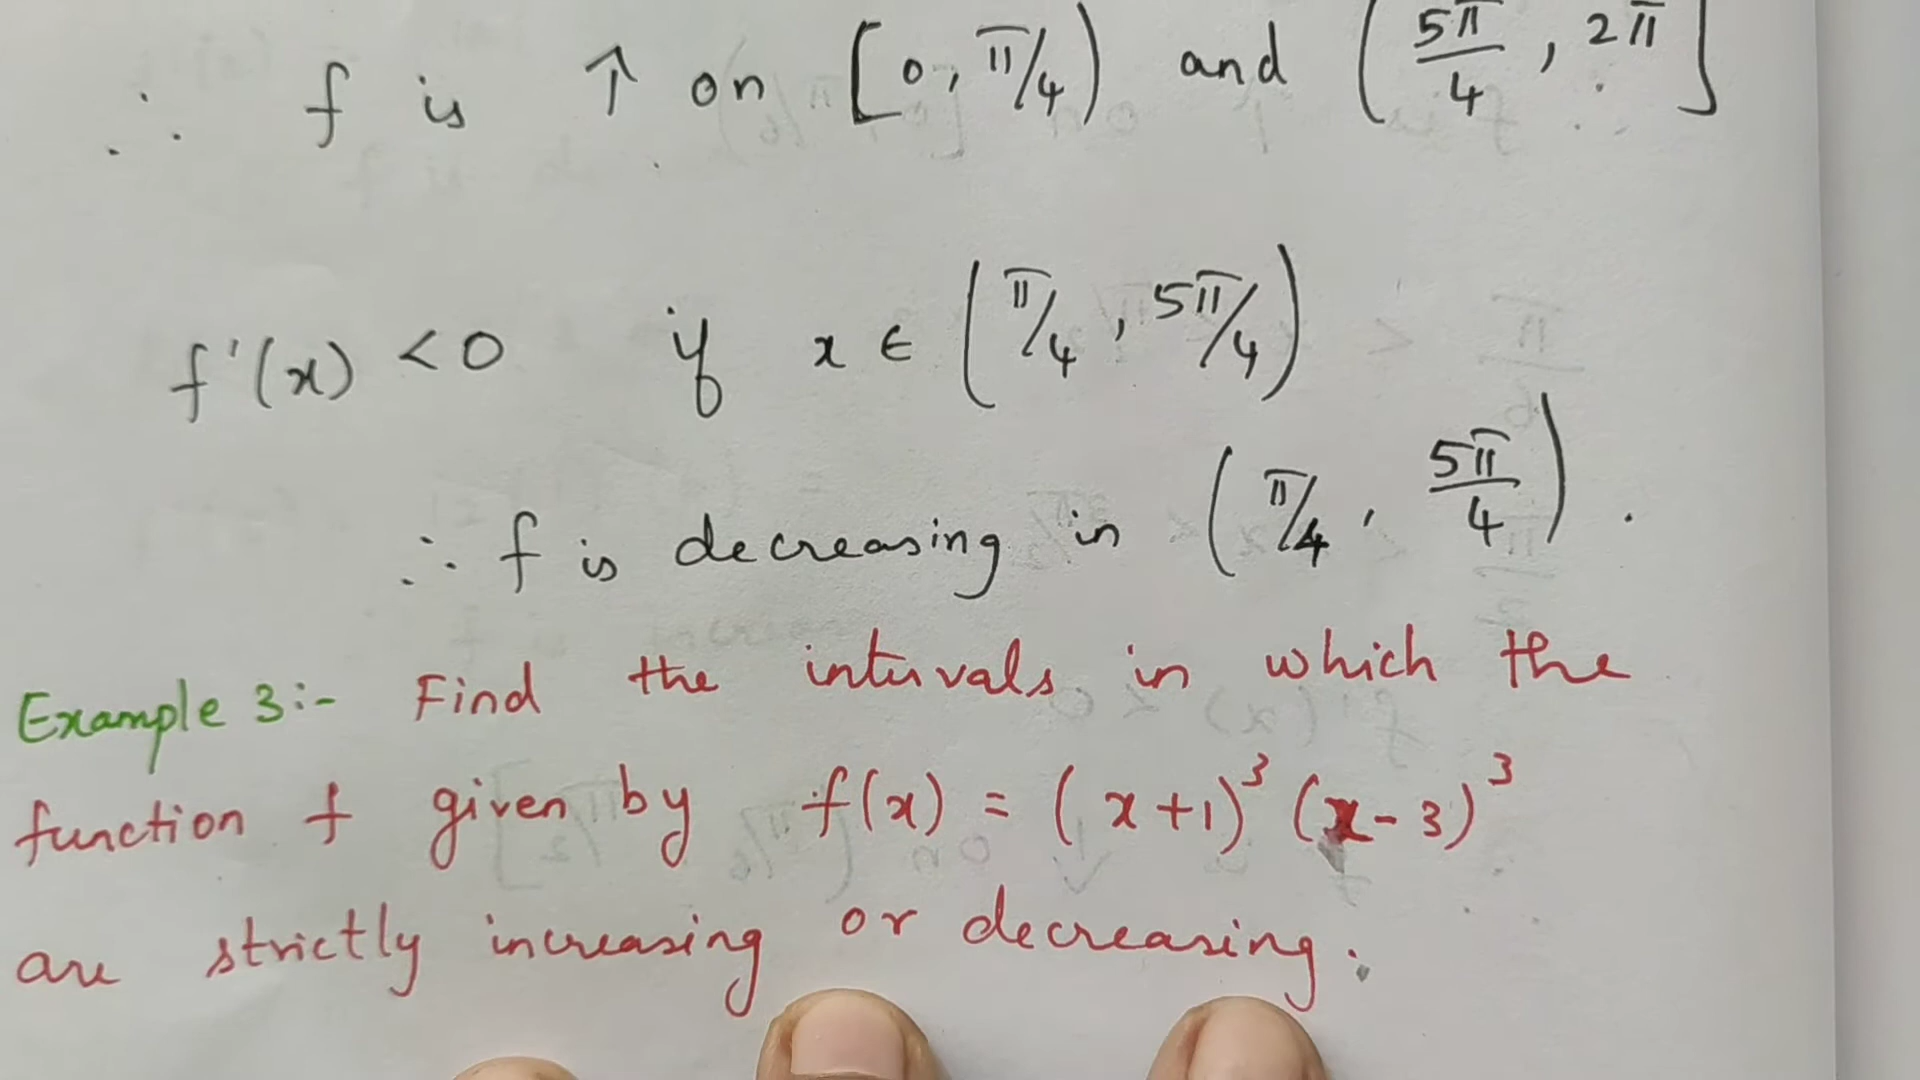 ∴ f is ↑ on [0, π/4) and (5π/4, 2π]
f'(x) <0 if x ∈ (π/4, 5π/4)
∴ f is decreasing in (π/4, 5π/4).
Example 3:- Find the intervals in which the
function f given by f(x) = (x+1)³ (x-3)³
are strictly increasing or decreasing.